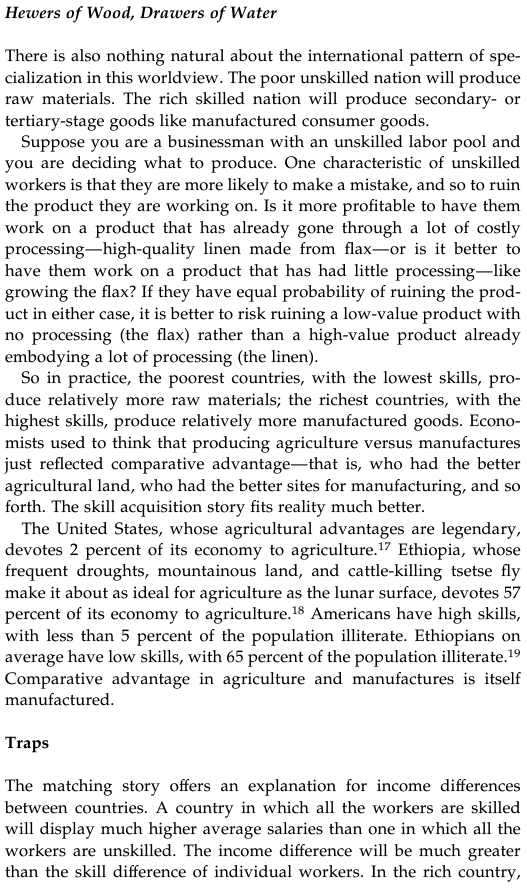 Hewers of Wood, Drawers of Water
There is also nothing natural about the international pattern of spe-
cialization in this worldview. The poor unskilled nation will produce
raw materials. The rich skilled nation will produce secondary- or
tertiary-stage goods like manufactured consumer goods.
Suppose you are a businessman with an unskilled labor pool and
you are deciding what to produce. One characteristic of unskilled
workers is that they are more likely to make a mistake, and so to ruin
the product they are working on. Is it more profitable to have them
work on a product that has already gone through a lot of costly
processing—high-quality linen made from flax—or is it better to
have them work on a product that has had little processing—like
growing the flax? If they have equal probability of ruining the prod-
uct in either case, it is better to risk ruining a low-value product with
no processing (the flax) rather than a high-value product already
embodying a lot of processing (the linen).
So in practice, the poorest countries, with the lowest skills, pro-
duce relatively more raw materials; the richest countries, with the
highest skills, produce relatively more manufactured goods. Econo-
mists used to think that producing agriculture versus manufactures
just reflected comparative advantage—that is, who had the better
agricultural land, who had the better sites for manufacturing, and so
forth. The skill acquisition story fits reality much better.
The United States, whose agricultural advantages are legendary,
devotes 2 percent of its economy to agriculture.17 Ethiopia, whose
frequent droughts, mountainous land, and cattle-killing tsetse fly
make it about as ideal for agriculture as the lunar surface, devotes 57
percent of its economy to agriculture.18 Americans have high skills,
with less than 5 percent of the population illiterate. Ethiopians on
average have low skills, with 65 percent of the population illiterate.19
Comparative advantage in agriculture and manufactures is itself
manufactured.
Traps
The matching story offers an explanation for income differences
between countries. A country in which all the workers are skilled
will display much higher average salaries than one in which all the
workers are unskilled. The income difference will be much greater
than the skill difference of individual workers. In the rich country,